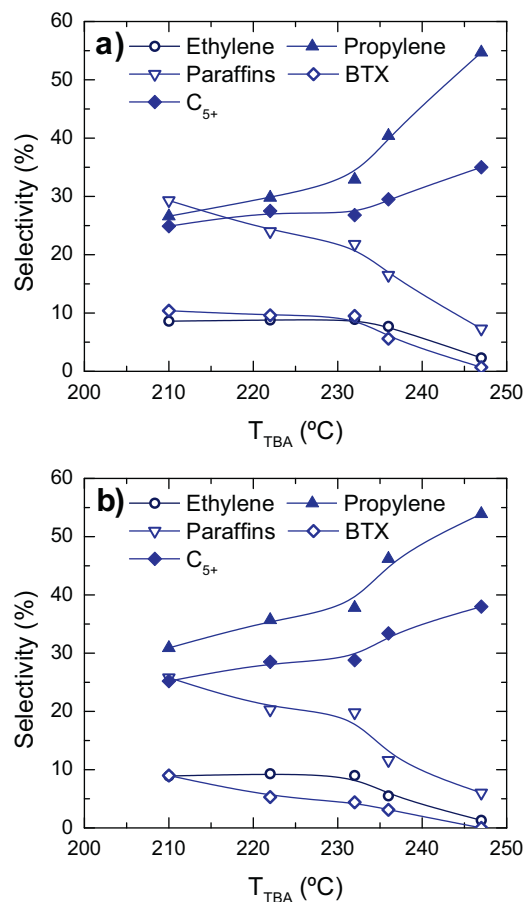 a)
Ethylene Propylene
Paraffins BTX
C5+
Selectivity (%)
60
50
40
30
20
10
0
200 210 220 230 240 250
TTBA (ºC)
b)
Ethylene Propylene
Paraffins BTX
C5+
Selectivity (%)
60
50
40
30
20
10
0
200 210 220 230 240 250
TTBA (ºC)